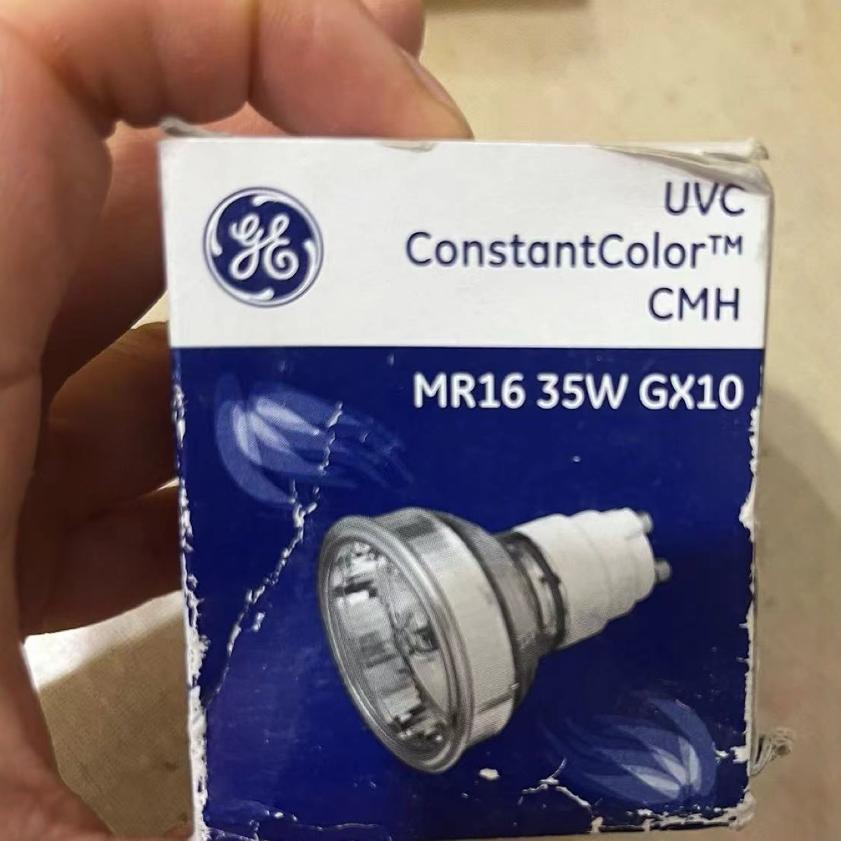 GE
UVC
ConstantColor™
CMH
MR16 35W GX10